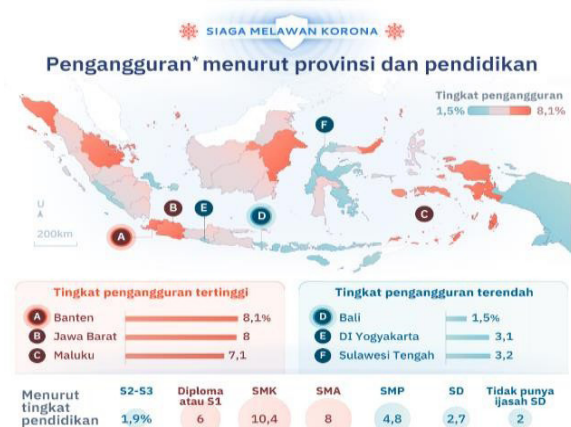 SIAGA MELAWAN KORONA
Pengangguran* menurut provinsi dan pendidikan
Tingkat pengangguran
1,5% 8,1%
F
U
200km
A
B
E
D
C
Tingkat pengangguran tertinggi
A Banten 8,1%
B Jawa Barat 8
C Maluku 7,1
Tingkat pengangguran terendah
D Bali 1,5%
E DI Yogyakarta 3,1
F Sulawesi Tengah 3,2
Menurut tingkat pendidikan
S2-S3 1,9%
Diploma atau S1 6
SMK 10,4
SMA 8
SMP 4,8
SD 2,7
Tidak punya ijasah SD 2